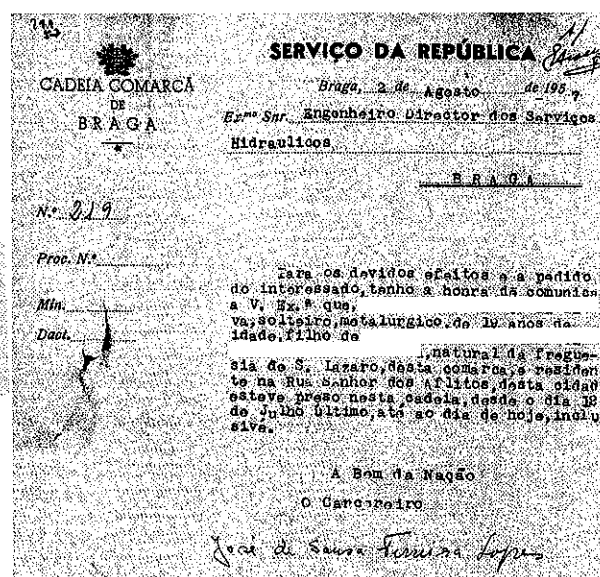 SERVIÇO DA REPÚBLICA
CADEIA COMARCÃ
DE
BRAGA
Braga, 2 de Agosto de 1957
Ex.mo Snr. Engenheiro Director dos Serviços
Hidraulicos
BRAGA
N.º 219
Proc. N.º
Min.
Dact.
Para os devidos efeitos e a pedido
do interessado, tenho a honra de comunica
a V. Ex.ª que,
va, solteiro, metalurgico, de 19 anos de
idade, filho de
, natural da fregue-
sia de S. Lazaro, desta comarca, e residen
te na Rua Senhor dos Aflitos, desta cidad
esteve preso nesta cadeia, desde o dia 18
de Julho último, até ao dia de hoje, inclu
sive.
A Bem da Nação
O Carcereiro
José de Sousa Ferreira Lopes